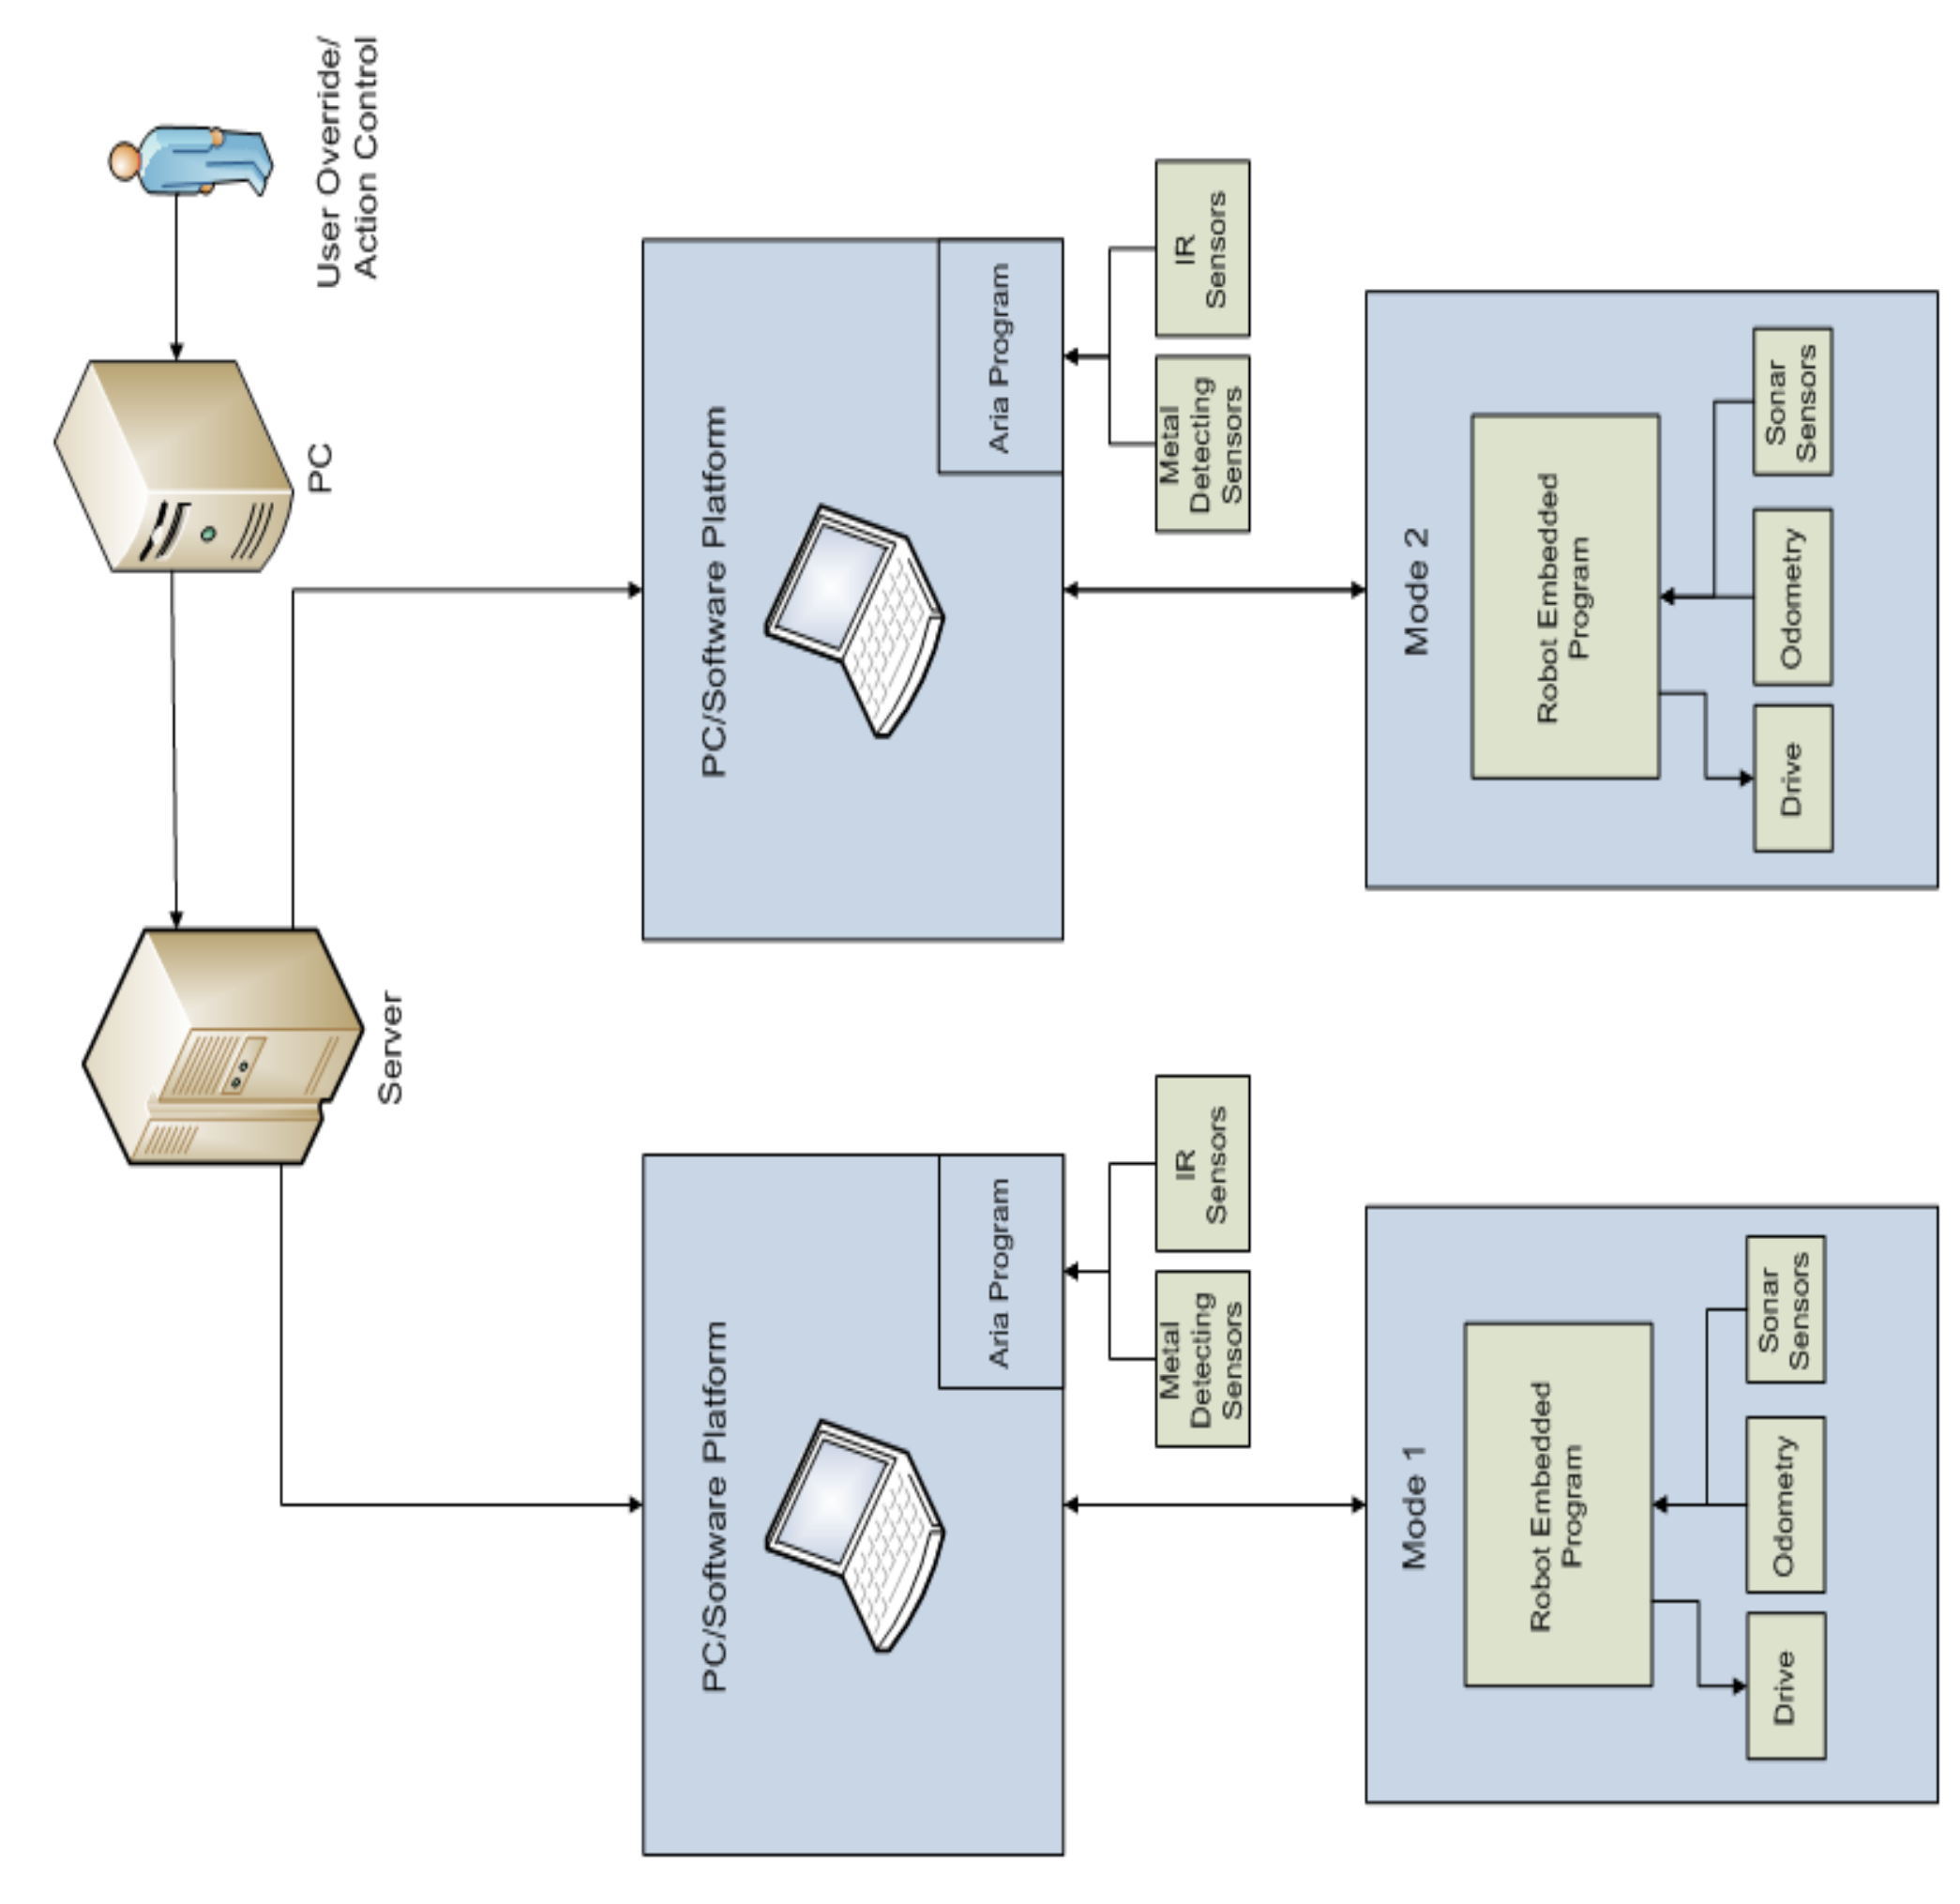 User Override/
Action Control
PC
Server
PC/Software Platform
Aria Program
Metal
Detecting
Sensors
IR
Sensors
Mode 1
Robot Embedded
Program
Drive
Odometry
Sonar
Sensors
PC/Software Platform
Aria Program
Metal
Detecting
Sensors
IR
Sensors
Mode 2
Robot Embedded
Program
Drive
Odometry
Sonar
Sensors